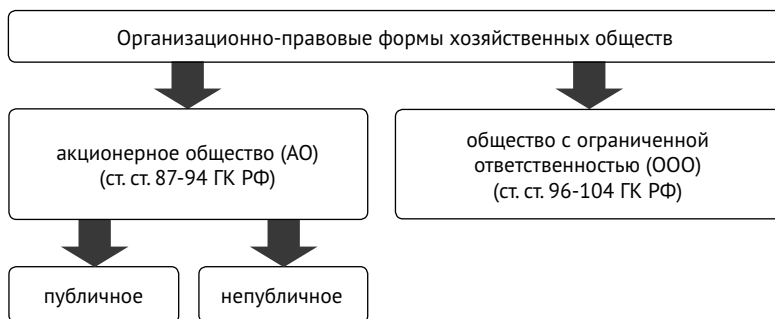 Организационно-правовые формы хозяйственных обществ
акционерное общество (АО)
(ст. ст. 87-94 ГК РФ)
общество с ограниченной
ответственностью (ООО)
(ст. ст. 96-104 ГК РФ)
публичное
непубличное